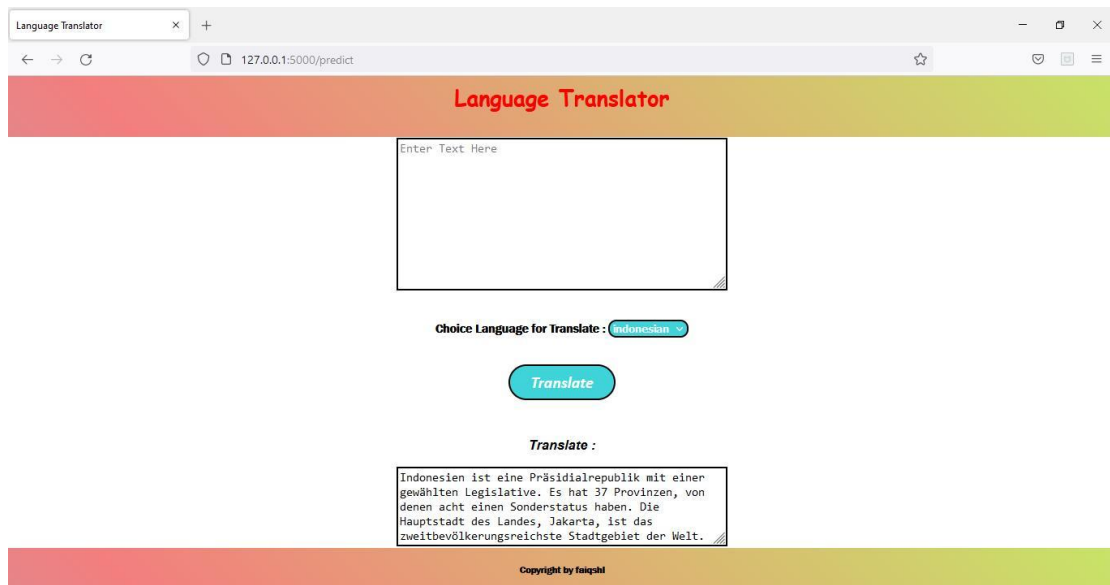 Language Translator
127.0.0.1:5000/predict
Language Translator
Enter Text Here
Choice Language for Translate : indonesian
Translate
Translate :
Indonesien ist eine Präsidialrepublik mit einer
gewählten Legislative. Es hat 37 Provinzen, von
denen acht einen Sonderstatus haben. Die
Hauptstadt des Landes, Jakarta, ist das
zweitbevölkerungsreichste Stadtgebiet der Welt.
Copyright by faiqshl